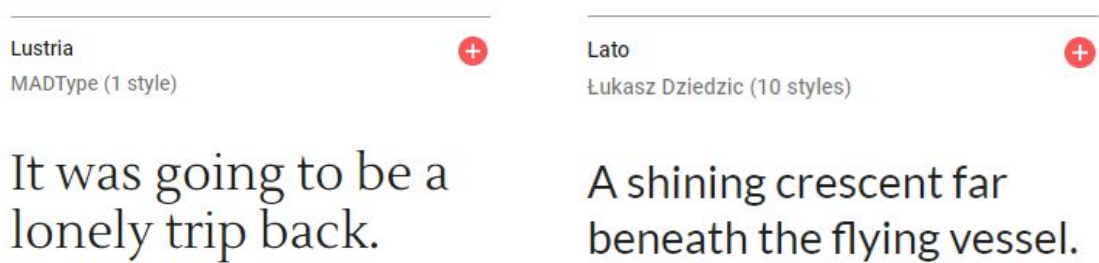 Lustria
MADType (1 style)
It was going to be a
lonely trip back.
Lato
Łukasz Dziedzic (10 styles)
A shining crescent far
beneath the flying vessel.